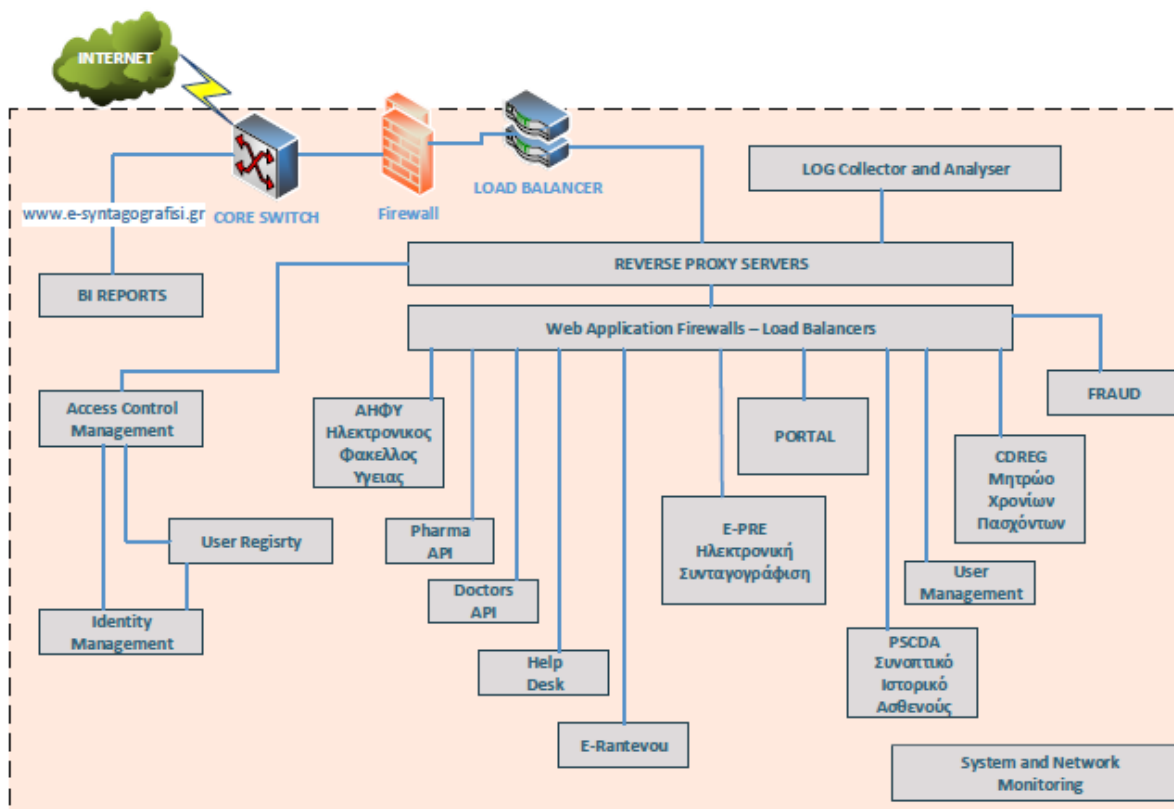 INTERNET
LOAD BALANCER
LOG Collector and Analyser
www.e-syntagografisi.gr
CORE SWITCH
Firewall
REVERSE PROXY SERVERS
BI REPORTS
Web Application Firewalls – Load Balancers
FRAUD
Access Control
Management
ΑΗΦΥ
Ηλεκτρονικος
Φακελλος
Υγειας
PORTAL
CDREG
Μητρώο
Χρονίων
Πασχόντων
User Regisrty
Pharma
API
E-PRE
Ηλεκτρονική
Συνταγογράφιση
Doctors
API
User
Management
Identity
Management
Help
Desk
PSCDA
Συνοπτικό
Ιστορικό
Ασθενούς
E-Rantevou
System and Network
Monitoring